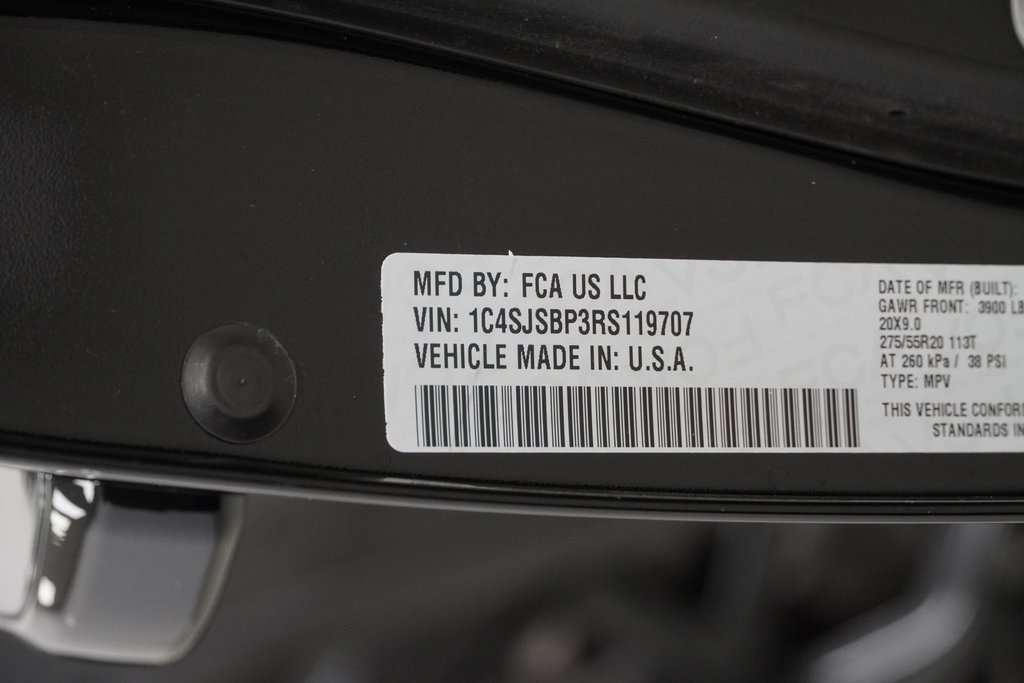 MFD BY: FCA US LLC
VIN: 1C4SJSBP3RS119707
VEHICLE MADE IN: U.S.A.
DATE OF MFR (BUILT):
GAWR FRONT: 3900 LB
20X9.0
275/55R20 113T
AT 260 kPa / 38 PSI
TYPE: MPV
THIS VEHICLE CONFOR
STANDARDS IN